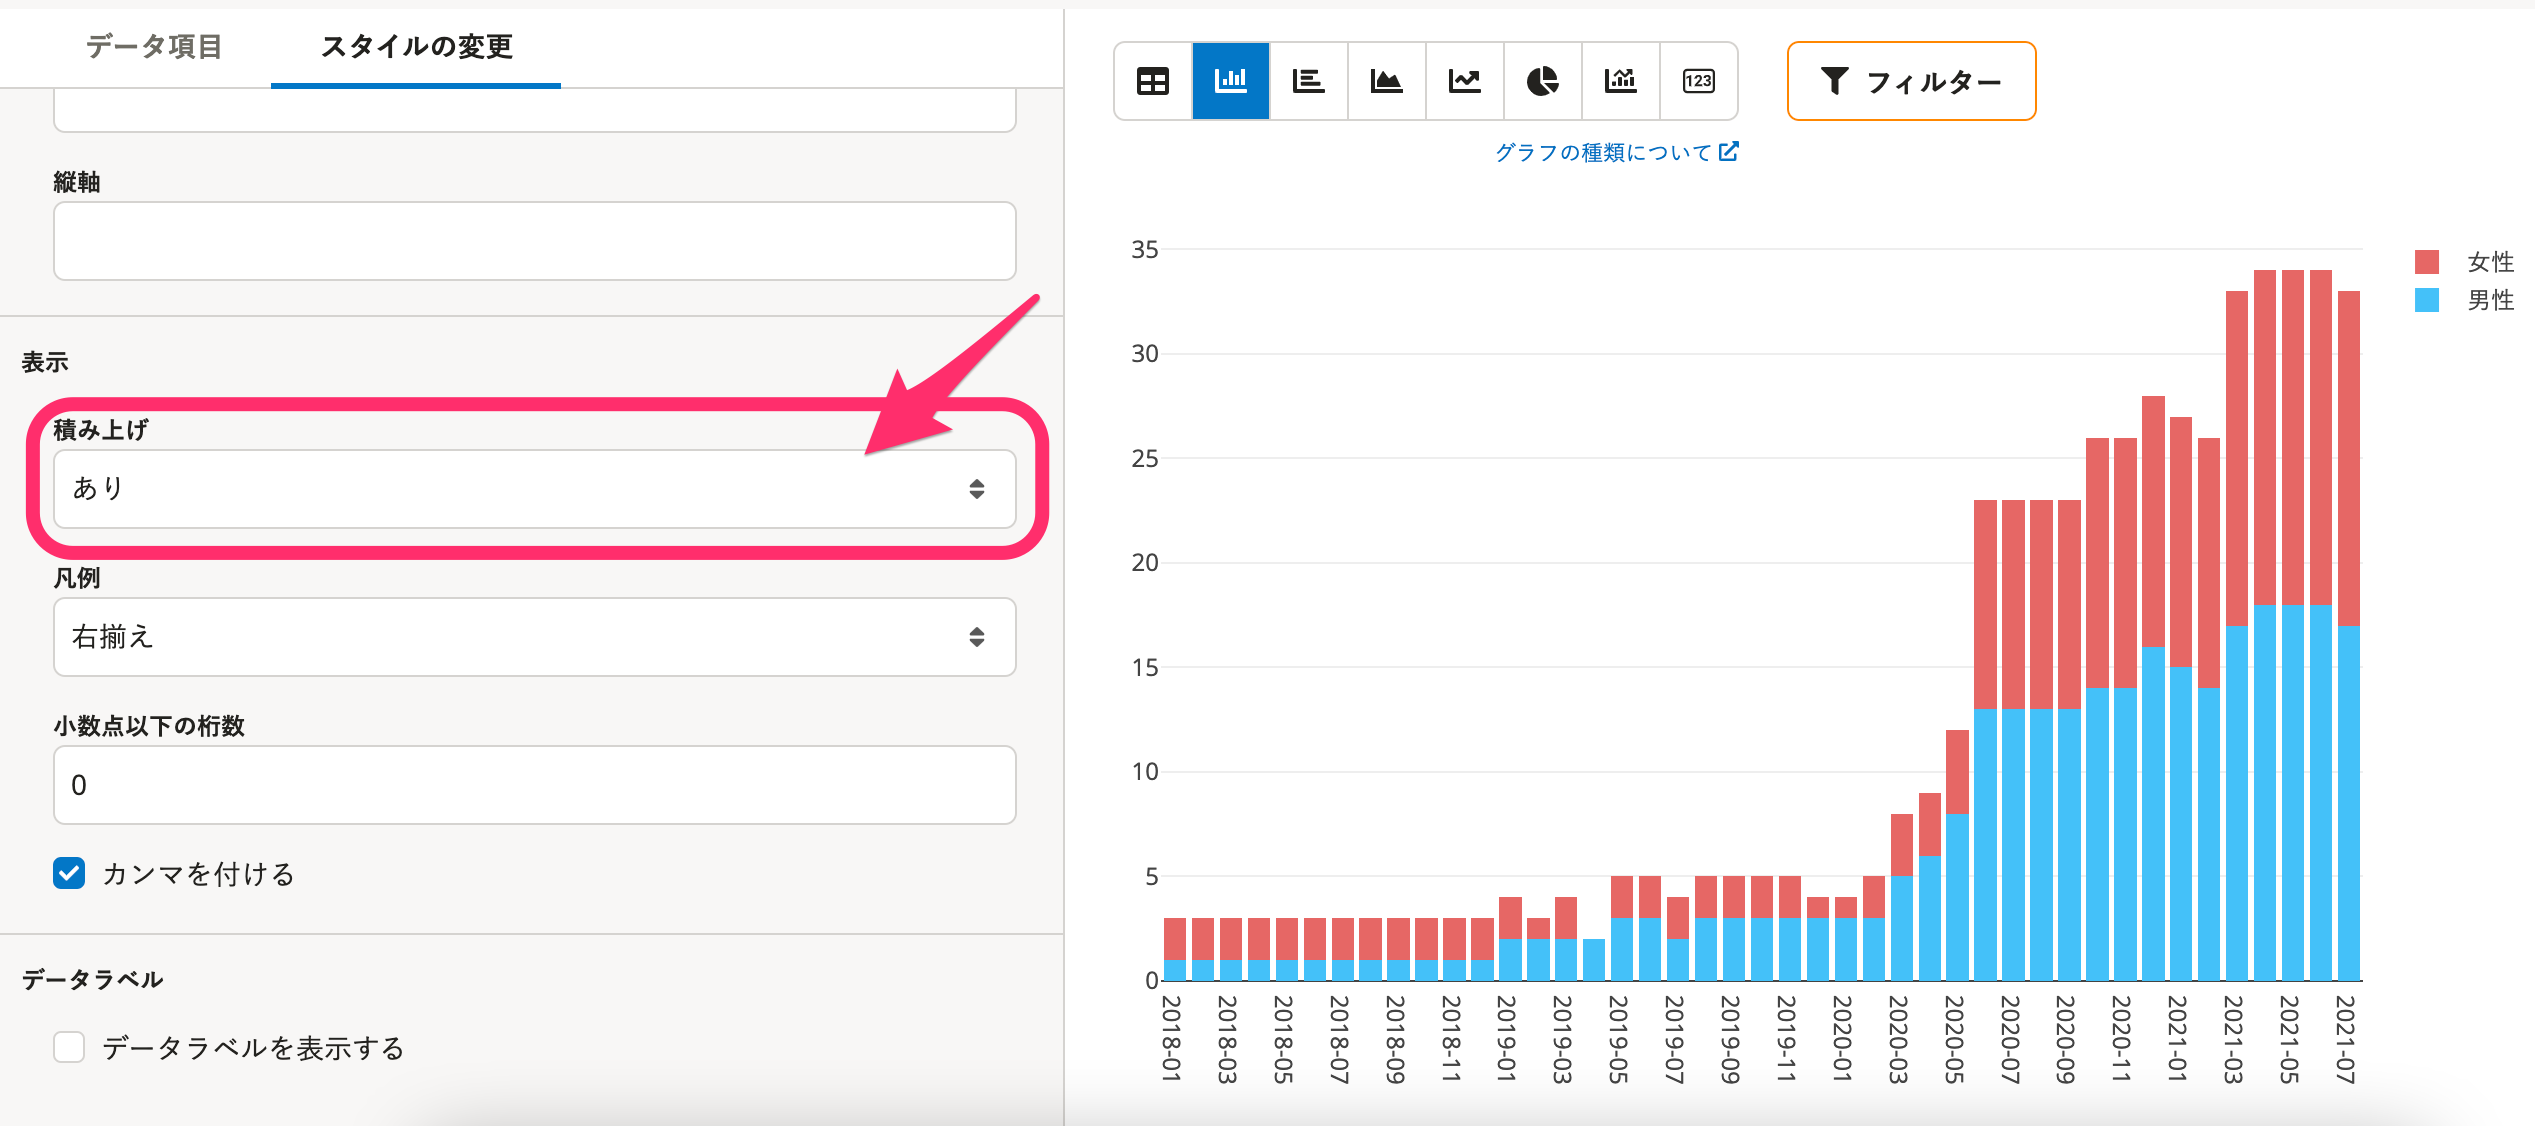 データ項目
スタイルの変更
縦軸
表示
積み上げ
あり
凡例
右揃え
小数点以下の桁数
0
カンマを付ける
データラベル
データラベルを表示する
123
フィルター
グラフの種類について
35
30
25
20
15
10
5
0
女性
男性
2018-01
2018-03
2018-05
2018-07
2018-09
2018-11
2019-01
2019-03
2019-05
2019-07
2019-09
2019-11
2020-01
2020-03
2020-05
2020-07
2020-09
2020-11
2021-01
2021-03
2021-05
2021-07